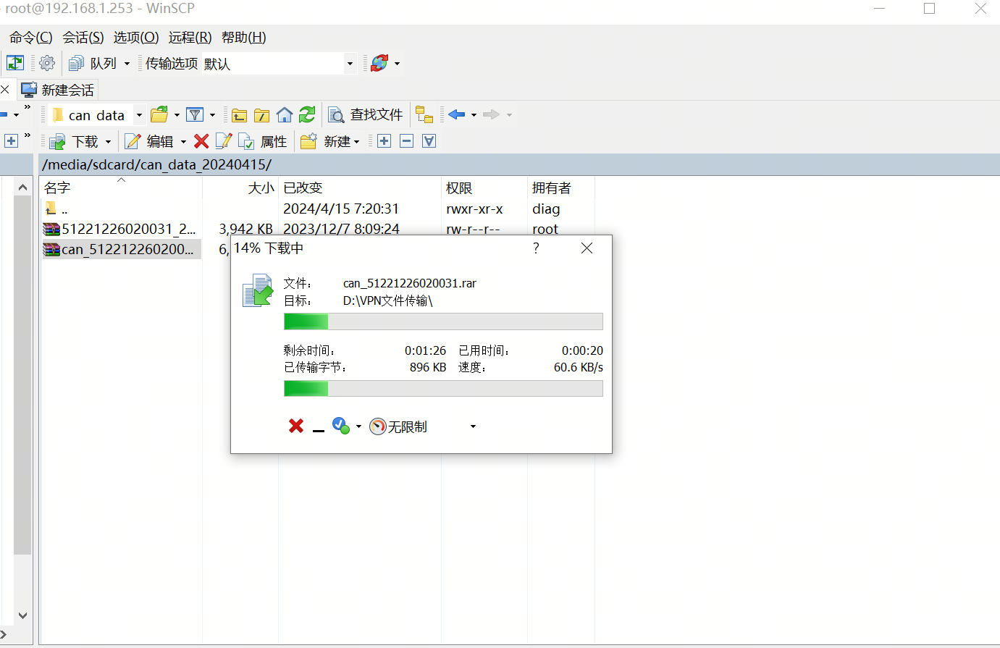 - root@192.168.1.253 - WinSCP
命令(C) 会话(S) 选项(O) 远程(R) 帮助(H)
队列 传输选项 默认
新建会话
can data 查找文件
下载 编辑 属性 新建
/media/sdcard/can_data_20240415/
名字 大小 已改变 权限 拥有者
.. 2024/4/15 7:20:31 rwxr-xr-x diag
51221226020031_2... 3,942 KB 2023/12/7 8:09:24 rw-r--r-- root
can_512212260200... 6,
14% 下载中 ?
文件: can_51221226020031.rar
目标: D:\VPN文件传输\
剩余时间: 0:01:26 已用时间: 0:00:20
已传输字节: 896 KB 速度: 60.6 KB/s
无限制